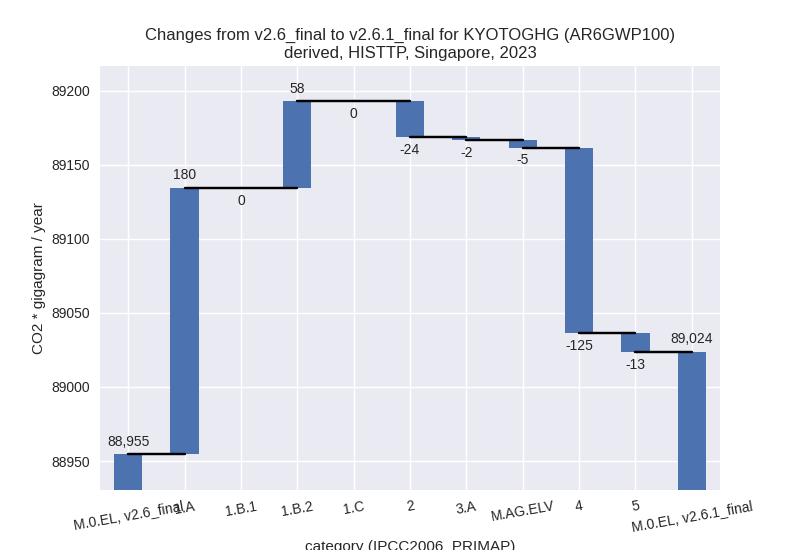 Changes from v2.6_final to v2.6.1_final for KYOTOGHG (AR6GWP100)
derived, HISTTP, Singapore, 2023
CO2 * gigagram / year
89200
89150
89100
89050
89000
88950
88,955
180
0
58
0
-24
-2
-5
-125
-13
89,024
M.0.EL, v2.6_final
1.A
1.B.1
1.B.2
1.C
2
3.A
M.AG.ELV
4
5
M.0.EL, v2.6.1_final
category (IPCC2006_PRIMAP)